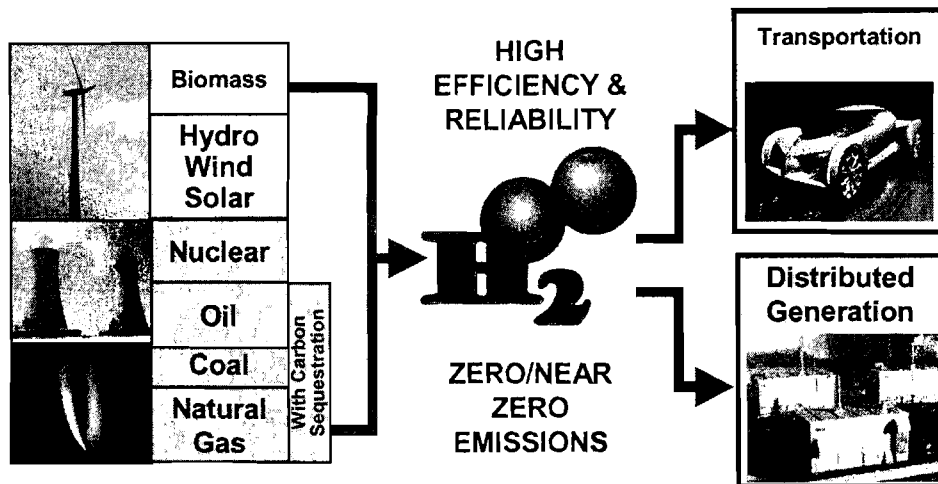 Biomass
Hydro
Wind
Solar
Nuclear
Oil
Coal
Natural
Gas
With Carbon
Sequestration
HIGH
EFFICIENCY &
RELIABILITY
H2
ZERO/NEAR
ZERO
EMISSIONS
Transportation
Distributed
Generation